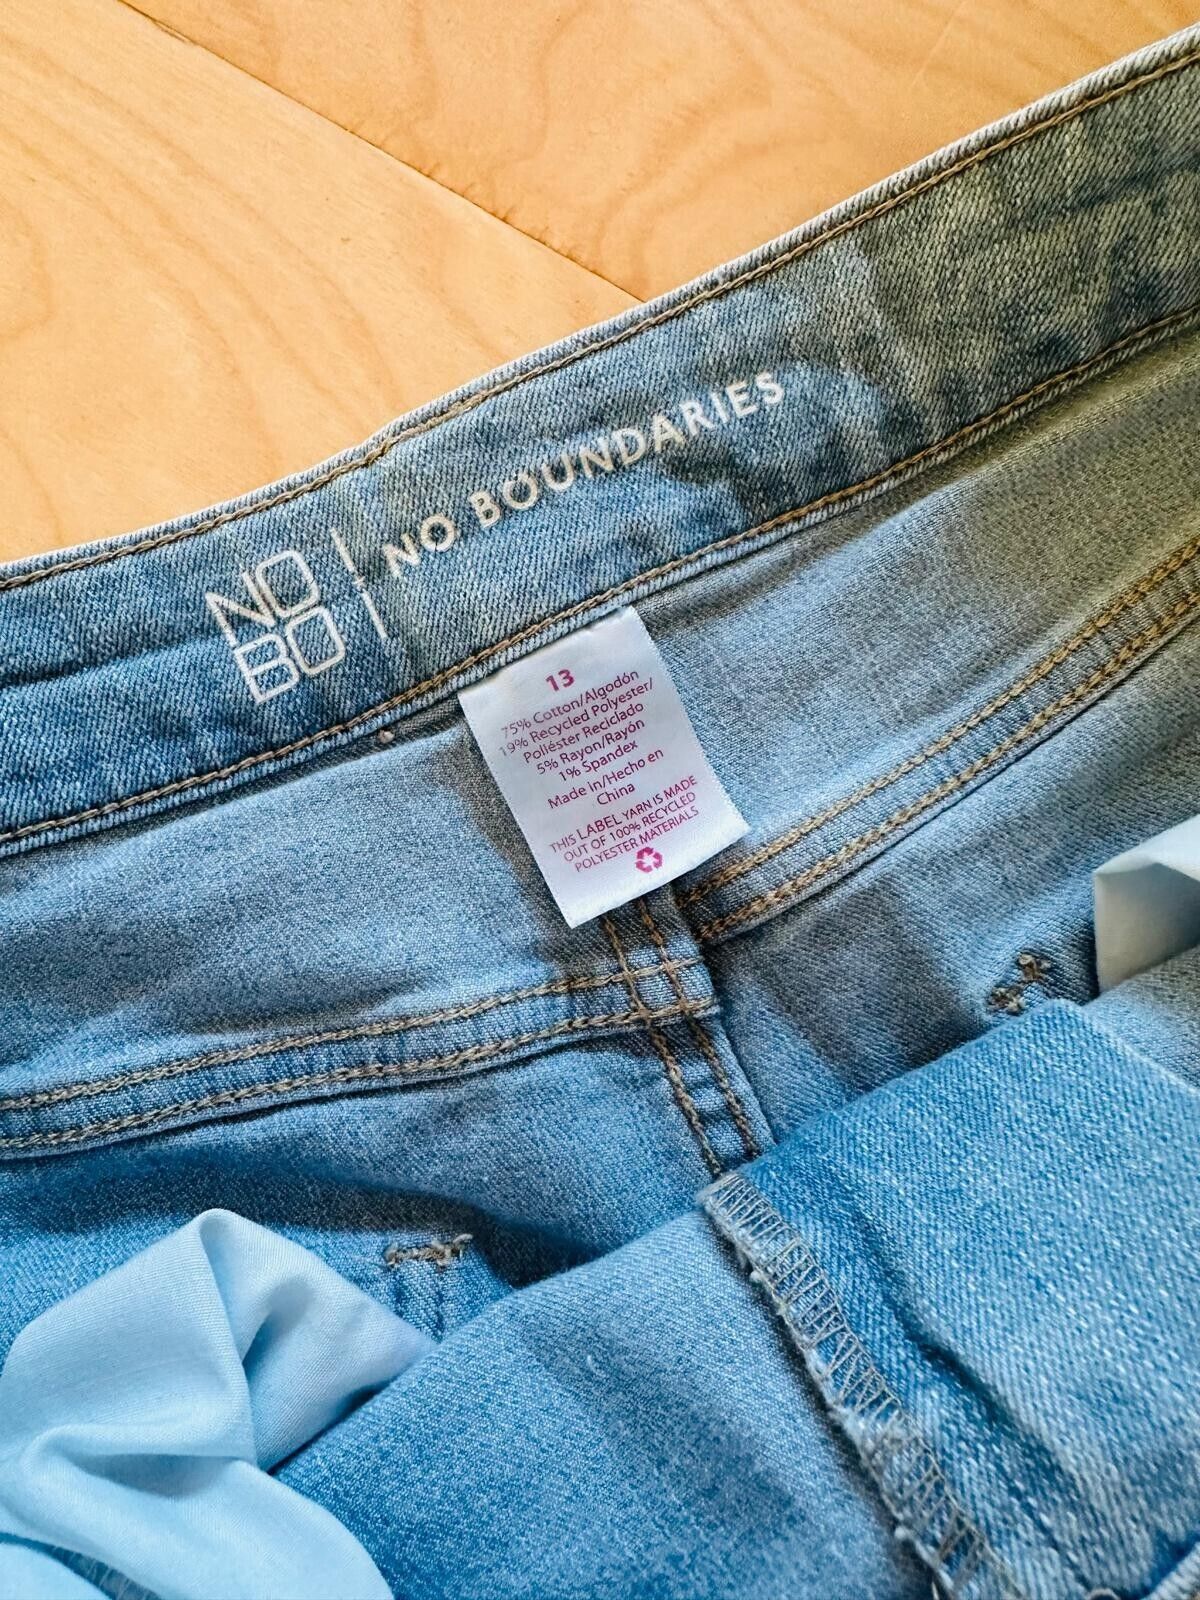 NO
BO
NO BOUNDARIES
13
75% Cotton/Algodón
19% Recycled Polyester/
Poliéster Reciclado
5% Rayon/Rayón
1% Spandex
Made in/Hecho en
China
THIS LABEL YARN IS MADE
OUT OF 100% RECYCLED
POLYESTER MATERIALS